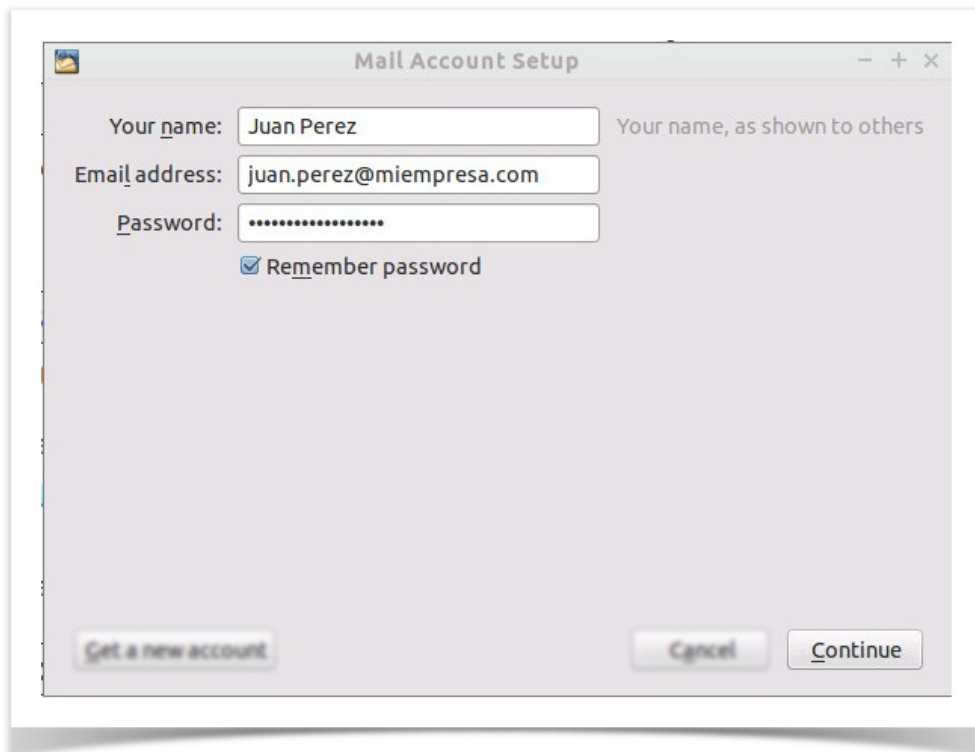 Mail Account Setup
Your name: Juan Perez Your name, as shown to others
Email address: juan.perez@miempresa.com
Password: ••••••••••••••••••
Remember password
Get a new account Cancel Continue